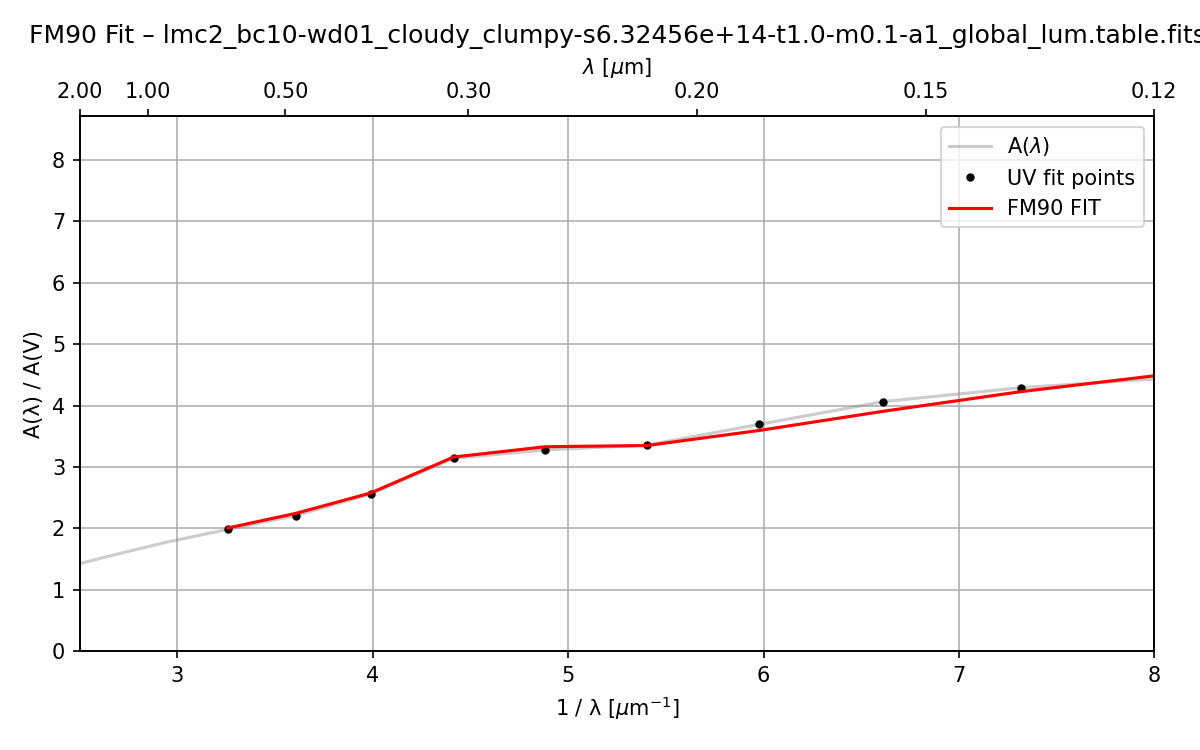 FM90 Fit – lmc2_bc10-wd01_cloudy_clumpy-s6.32456e+14-t1.0-m0.1-a1_global_lum.table.fits
λ [μm]
2.00 1.00 0.50 0.30 0.20 0.15 0.12
A(λ)
UV fit points
FM90 FIT
A(λ) / A(V)
8
7
6
5
4
3
2
1
0
3 4 5 6 7 8
1 / λ [μm⁻¹]